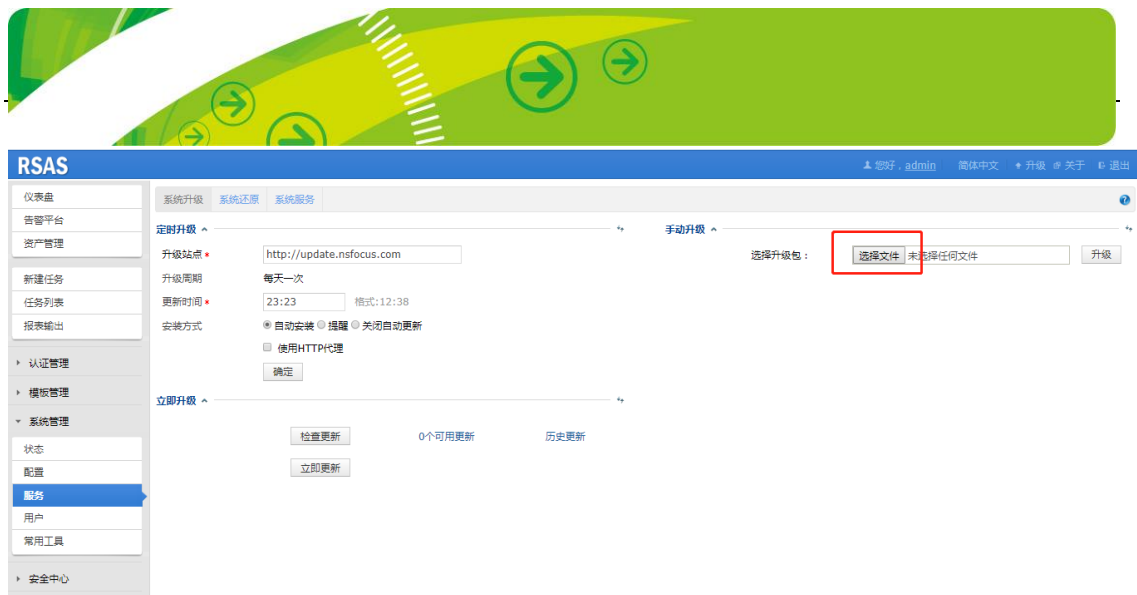 RSAS
您好，admin 简体中文 升级 关于 退出
仪表盘
告警平台
资产管理
新建任务
任务列表
报表输出
认证管理
模板管理
系统管理
状态
配置
服务
用户
常用工具
安全中心
系统升级 系统还原 系统服务
定时升级
升级站点* http://update.nsfocus.com
升级周期 每天一次
更新时间* 23:23 格式:12:38
安装方式 自动安装 提醒 关闭自动更新
使用HTTP代理
确定
立即升级
检查更新 0个可用更新 历史更新
立即更新
手动升级
选择升级包： 选择文件 未选择任何文件 升级